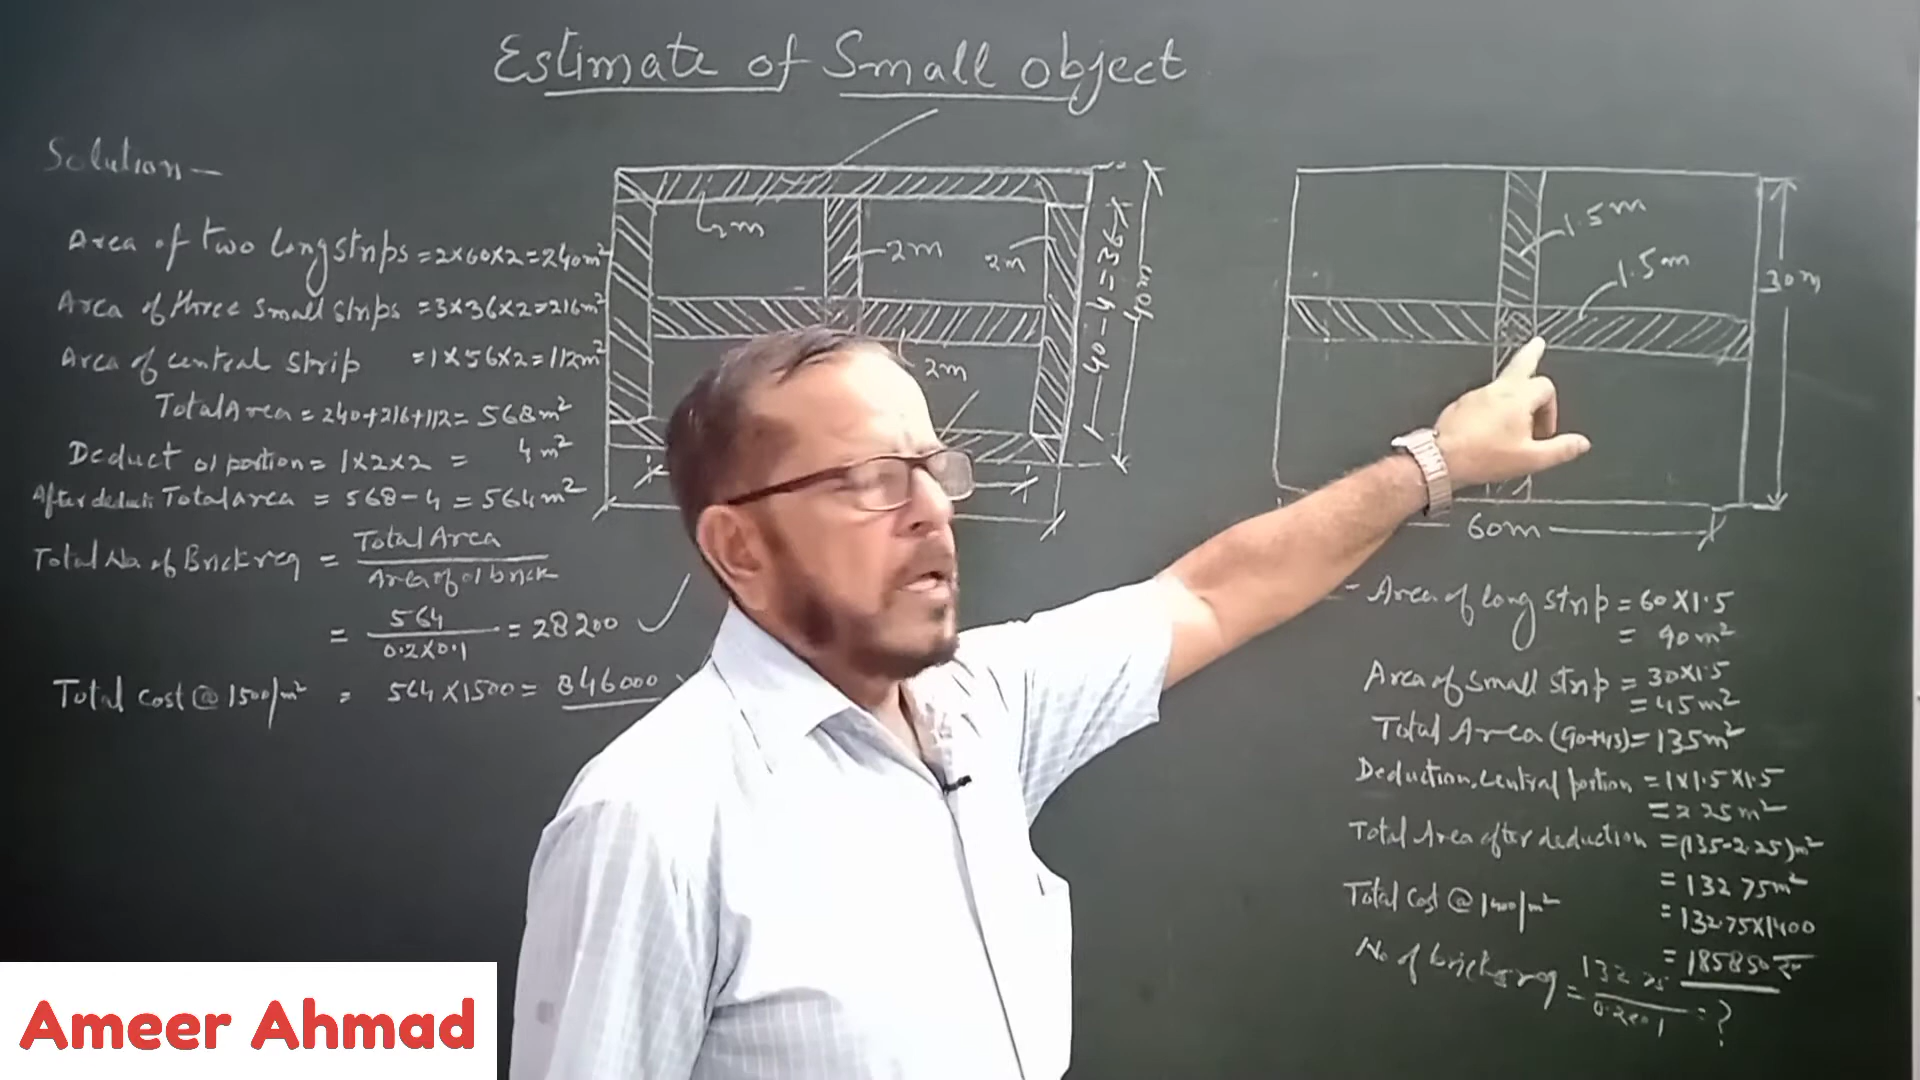 Estimate of Small object
Solution -
Area of two long strips = 2×60×2 = 240m²
Area of three small strips = 3×36×2 = 216m²
Area of central strip = 1×56×2 = 112m²
Total Area = 240+216+112 = 568m²
Deduct 01 portion = 1×2×2 = 4m²
After deduct: Total area = 568-4 = 564m²
Total No. of Brick req = Total Area
Area of 01 brick
= 564
0.2×0.1
= 28200
Total cost @ 1500/m² = 564×1500 = 846000
2m
2m
2m
2m
40-4=36
40m
1.5m
1.5m
30m
60m
- Area of long strip = 60×1.5
= 90m²
Area of small strip = 30×1.5
= 45m²
Total Area (90+45) = 135m²
Deduction. central portion = 1×1.5×1.5
= 2.25m²
Total Area after deduction = (135-2.25)m²
= 132.75m²
Total Cost @ 1400/m² = 132.75×1400
= 185850
No of bricks req = 132.75
= ?
Ameer Ahmad